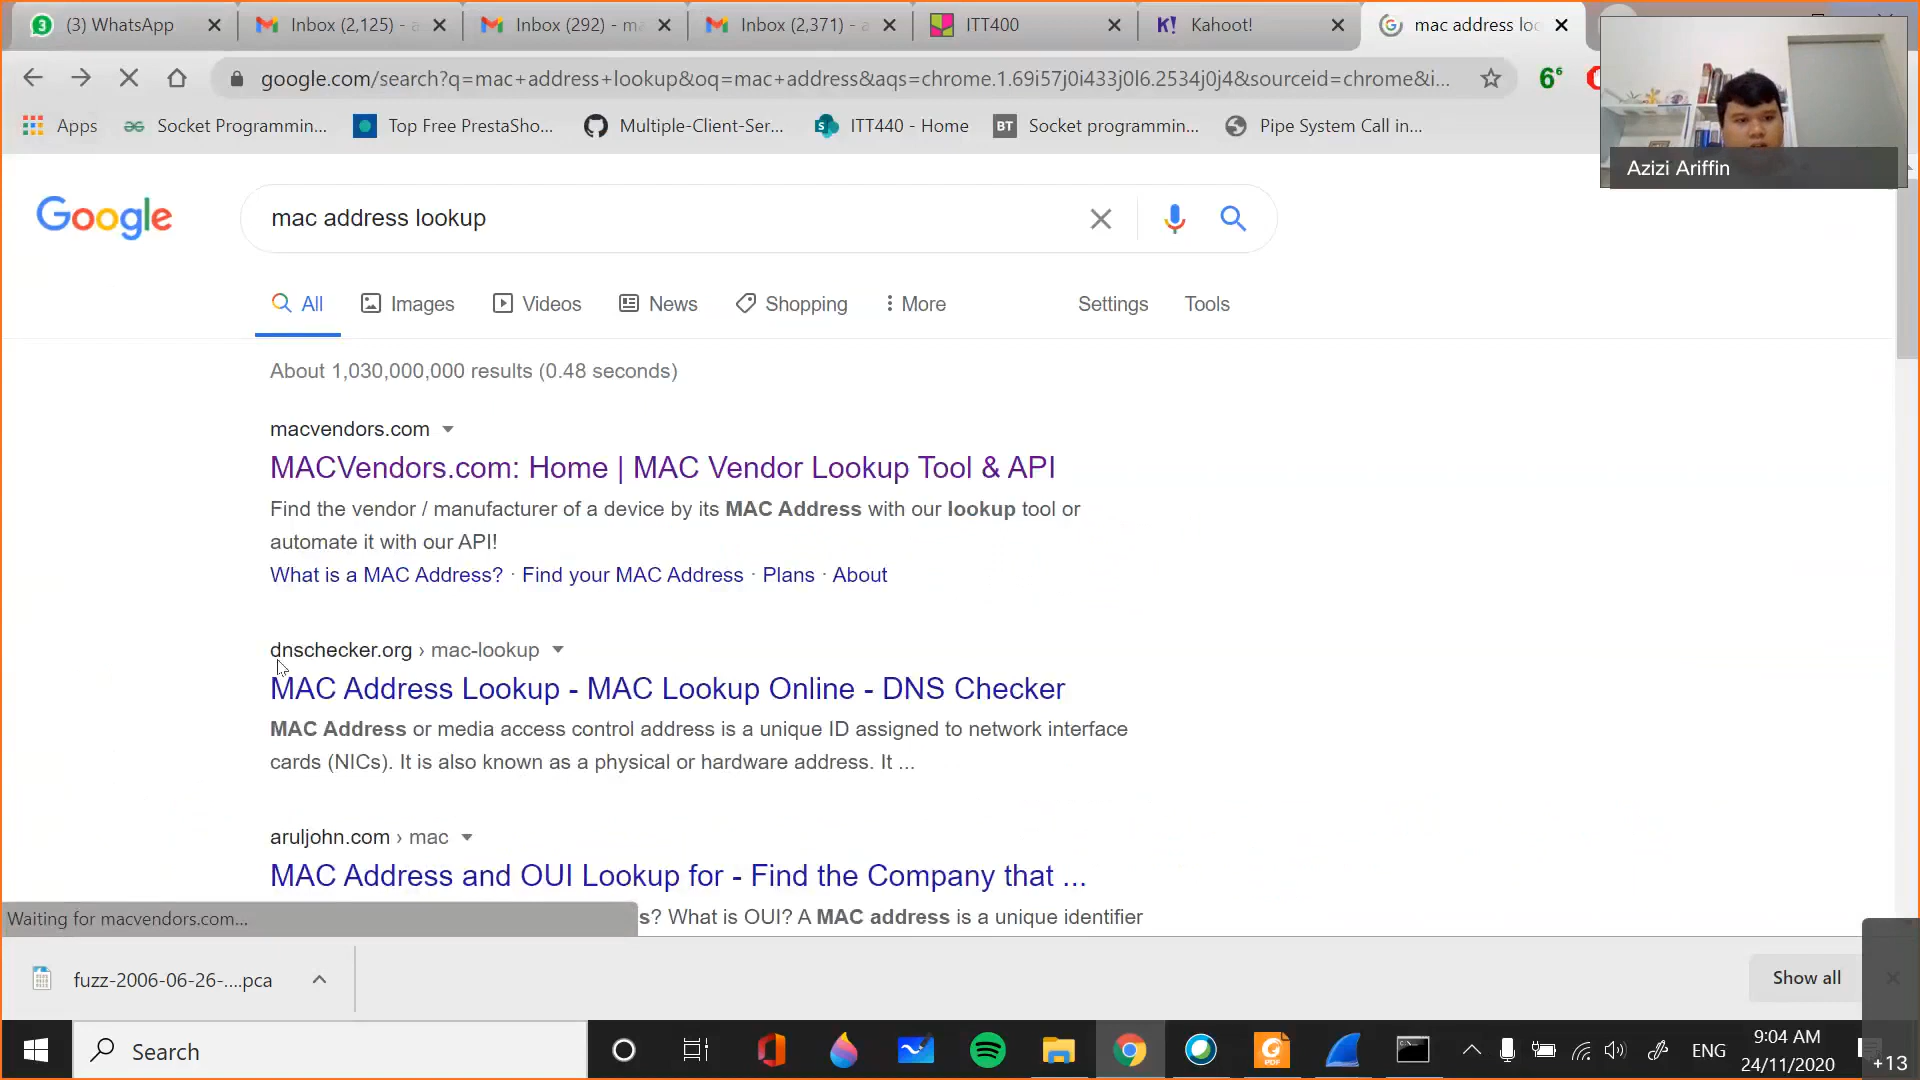 (3) WhatsApp
Inbox (2,125) - a
Inbox (292) - ma
Inbox (2,371) - a
ITT400
K! Kahoot!
mac address loo
google.com/search?q=mac+address+lookup&oq=mac+address&aqs=chrome.1.69i57j0i433j0l6.2534j0j4&sourceid=chrome&i...
6⁶
Apps
Socket Programmin...
Top Free PrestaSho...
Multiple-Client-Ser...
ITT440 - Home
BT Socket programmin...
Pipe System Call in...
Azizi Ariffin
Google
mac address lookup
All
Images
Videos
News
Shopping
More
Settings
Tools
About 1,030,000,000 results (0.48 seconds)
macvendors.com
MACVendors.com: Home | MAC Vendor Lookup Tool & API
Find the vendor / manufacturer of a device by its MAC Address with our lookup tool or
automate it with our API!
What is a MAC Address? · Find your MAC Address · Plans · About
dnschecker.org › mac-lookup
MAC Address Lookup - MAC Lookup Online - DNS Checker
MAC Address or media access control address is a unique ID assigned to network interface
cards (NICs). It is also known as a physical or hardware address. It ...
aruljohn.com › mac
MAC Address and OUI Lookup for - Find the Company that ...
s? What is OUI? A MAC address is a unique identifier
Waiting for macvendors.com...
fuzz-2006-06-26-....pca
Show all
Search
PDF
ENG
9:04 AM
24/11/2020
+13